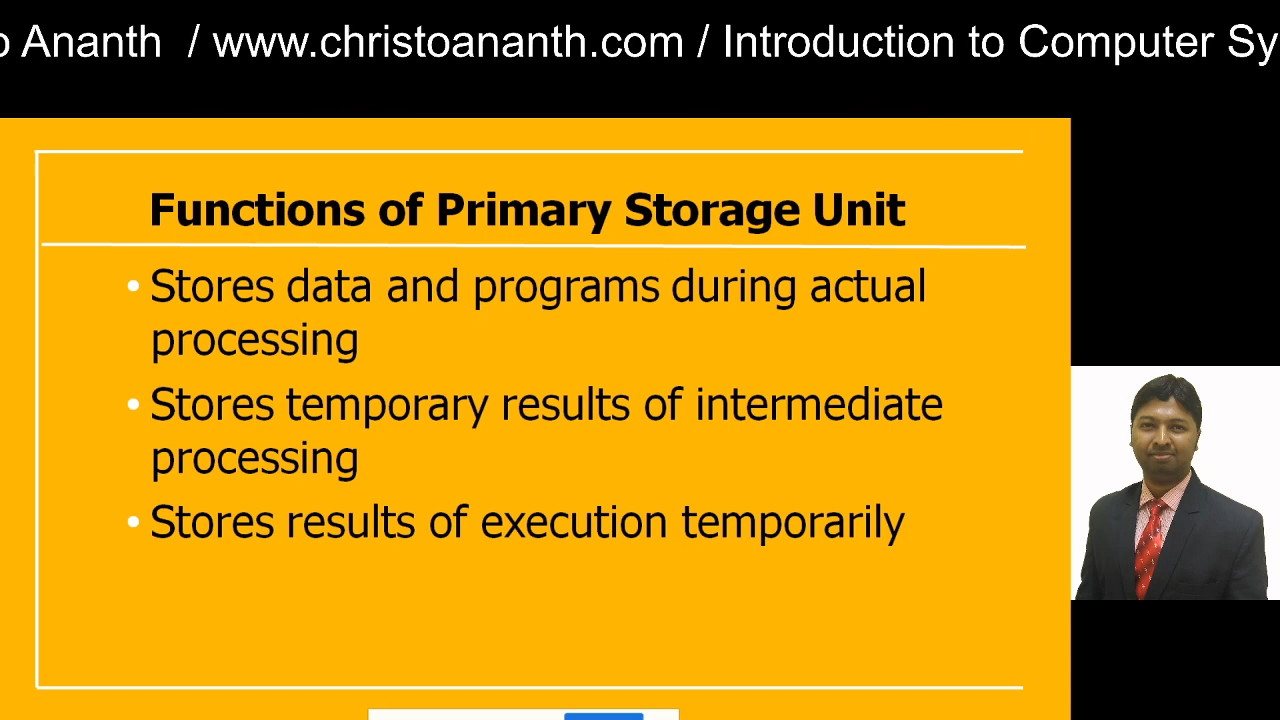 Ananth / www.christoananth.com / Introduction to Computer
Functions of Primary Storage Unit
• Stores data and programs during actual
processing
• Stores temporary results of intermediate
processing
• Stores results of execution temporarily